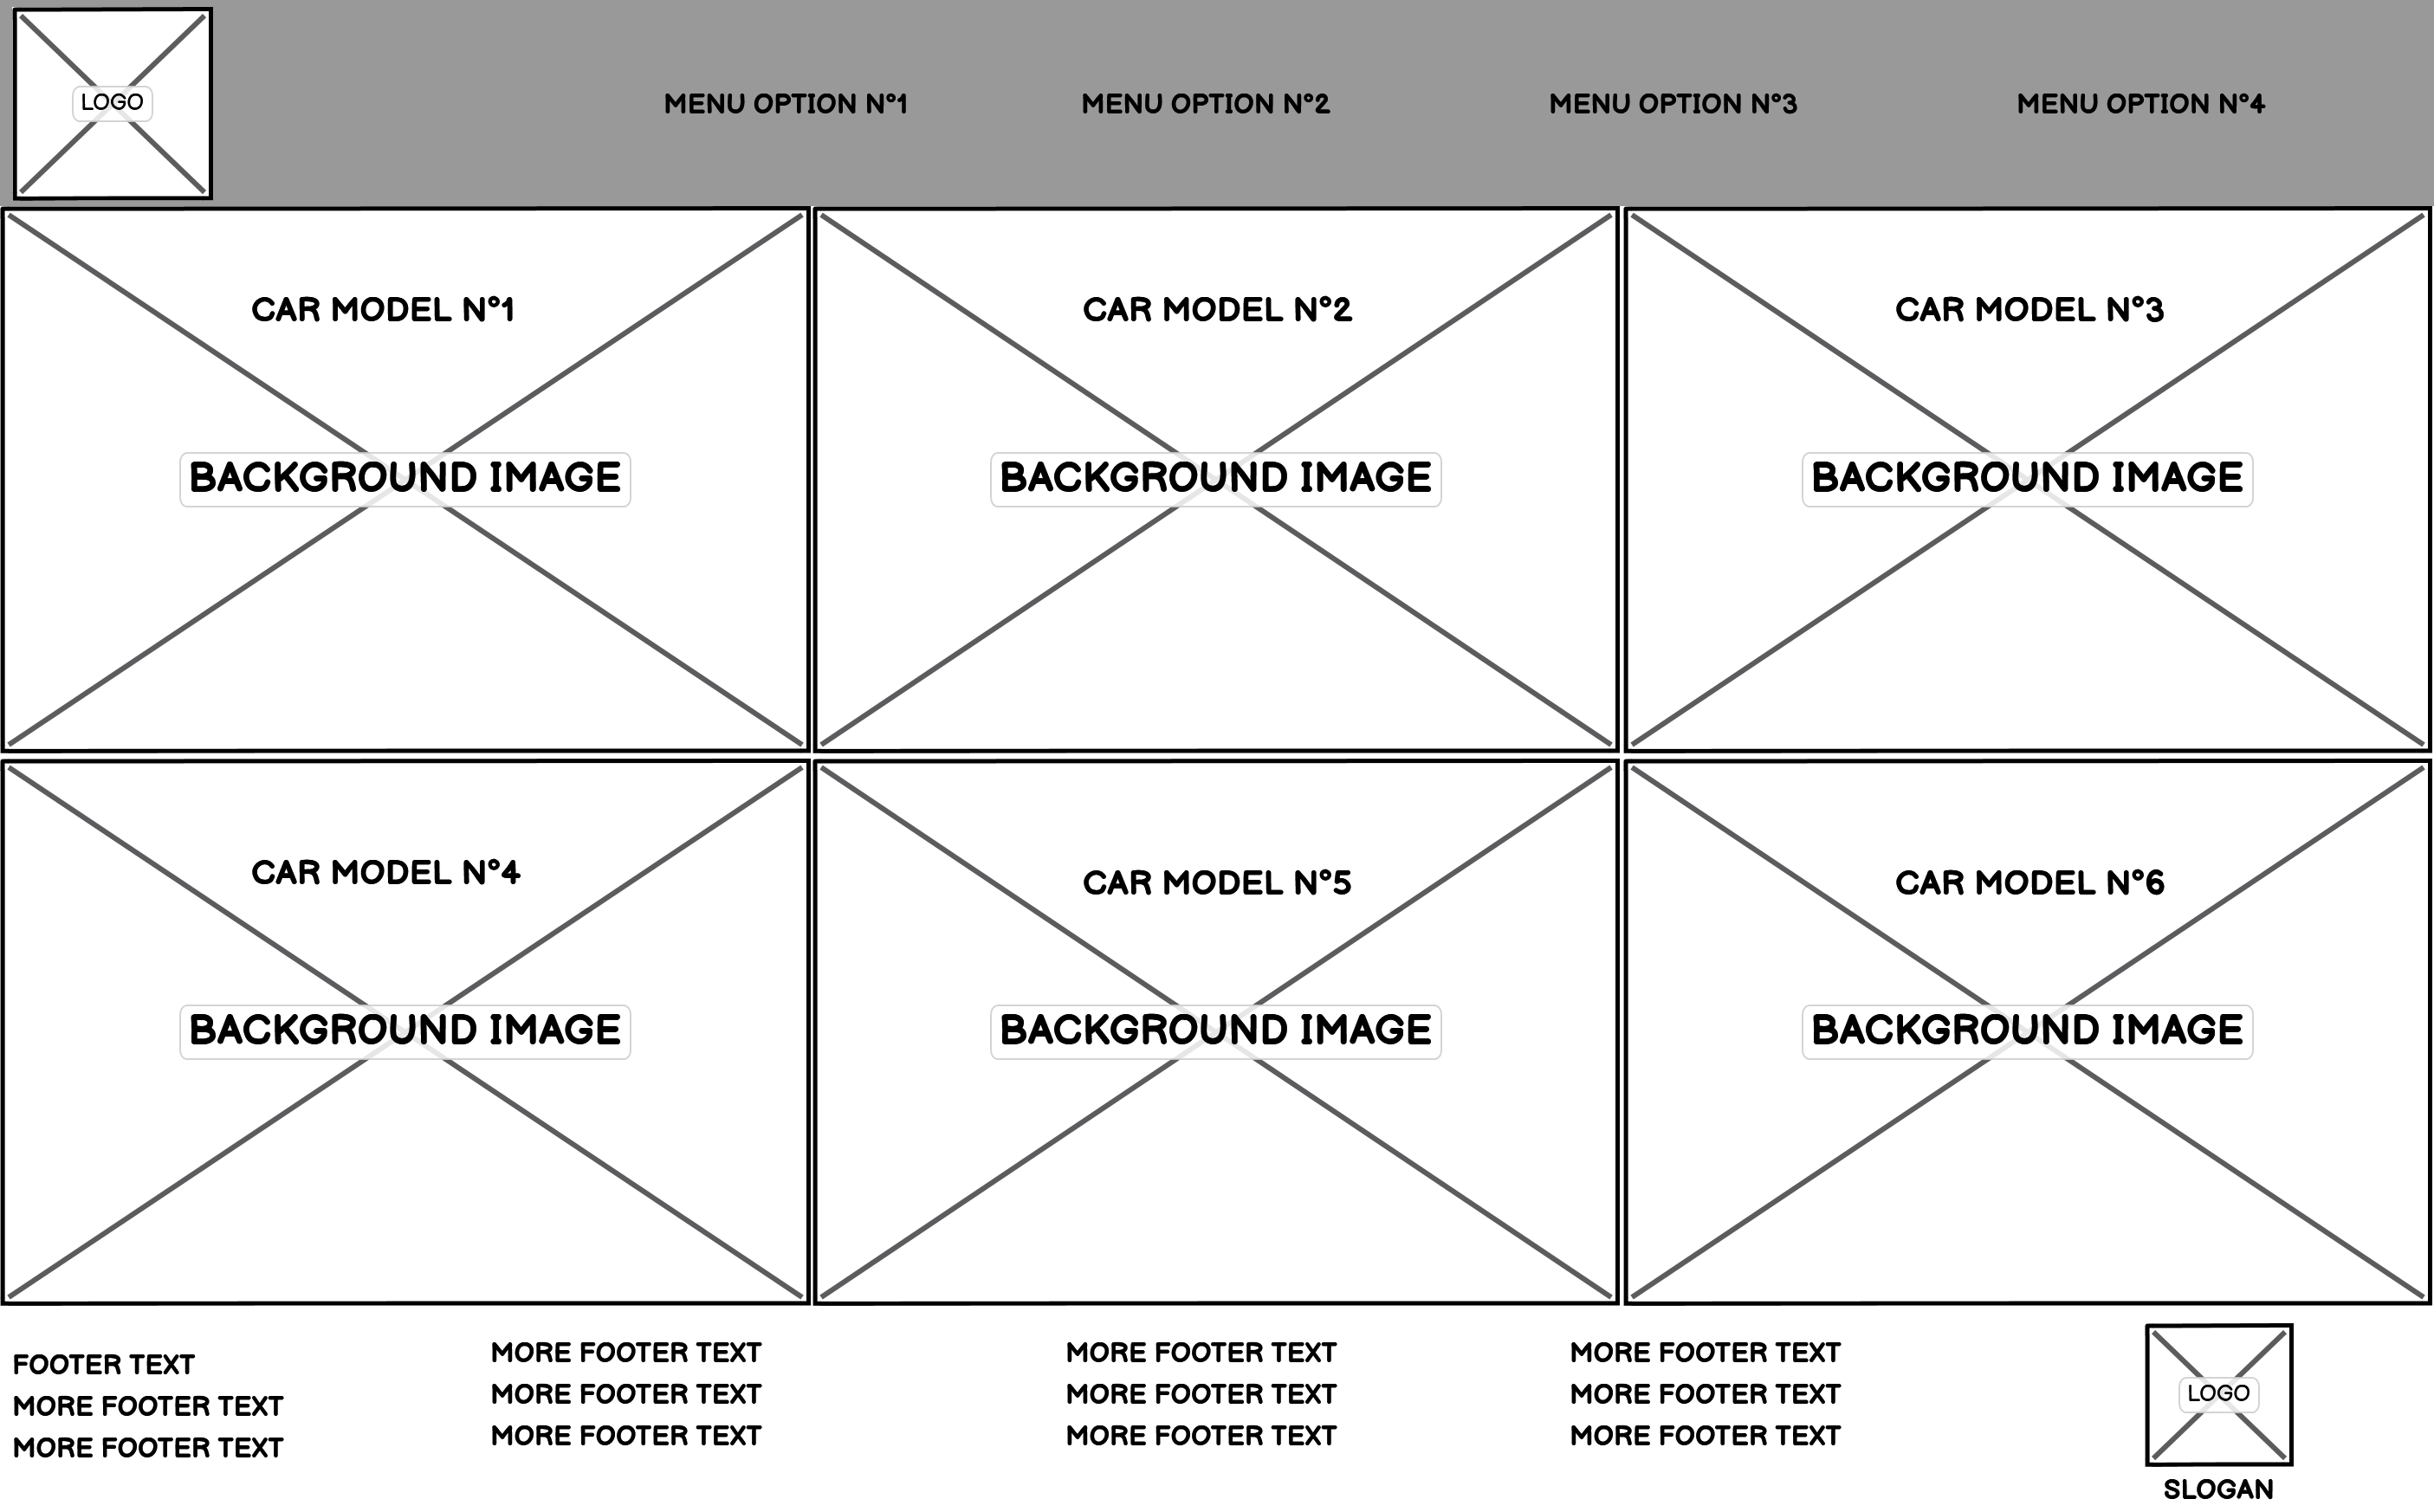 LOGO
MENU OPTION N°1
MENU OPTION N°2
MENU OPTION N°3
MENU OPTION N°4
CAR MODEL N°1
BACKGROUND IMAGE
CAR MODEL N°2
BACKGROUND IMAGE
CAR MODEL N°3
BACKGROUND IMAGE
CAR MODEL N°4
BACKGROUND IMAGE
CAR MODEL N°5
BACKGROUND IMAGE
CAR MODEL N°6
BACKGROUND IMAGE
FOOTER TEXT
MORE FOOTER TEXT
MORE FOOTER TEXT
MORE FOOTER TEXT
MORE FOOTER TEXT
MORE FOOTER TEXT
MORE FOOTER TEXT
MORE FOOTER TEXT
MORE FOOTER TEXT
MORE FOOTER TEXT
MORE FOOTER TEXT
MORE FOOTER TEXT
LOGO
SLOGAN